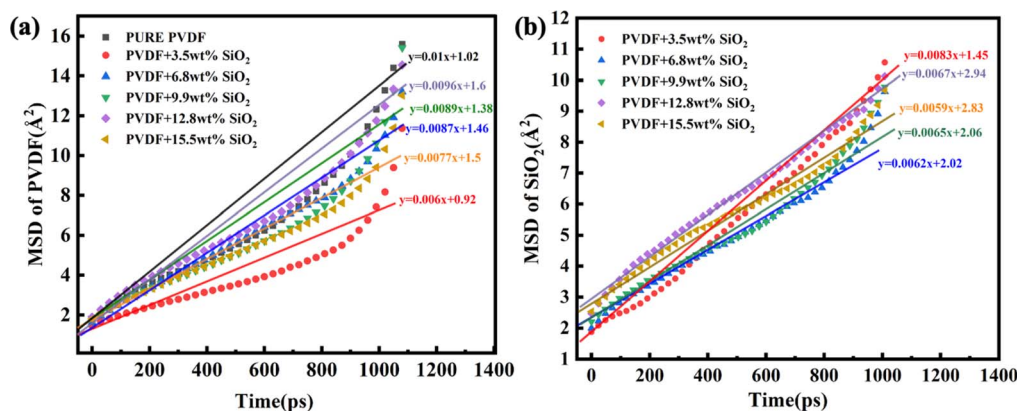 (a)
MSD of PVDF(Å²)
16
14
12
10
8
6
4
2
PURE PVDF
PVDF+3.5wt% SiO₂
PVDF+6.8wt% SiO₂
PVDF+9.9wt% SiO₂
PVDF+12.8wt% SiO₂
PVDF+15.5wt% SiO₂
y=0.01x+1.02
y=0.0096x+1.6
y=0.0089x+1.38
y=0.0087x+1.46
y=0.0077x+1.5
y=0.006x+0.92
0 200 400 600 800 1000 1200 1400
Time(ps)
(b)
MSD of SiO₂(Å²)
12
11
10
9
8
7
6
5
4
3
2
1
PVDF+3.5wt% SiO₂
PVDF+6.8wt% SiO₂
PVDF+9.9wt% SiO₂
PVDF+12.8wt% SiO₂
PVDF+15.5wt% SiO₂
y=0.0083x+1.45
y=0.0067x+2.94
y=0.0059x+2.83
y=0.0065x+2.06
y=0.0062x+2.02
0 200 400 600 800 1000 1200 1400
Time(ps)